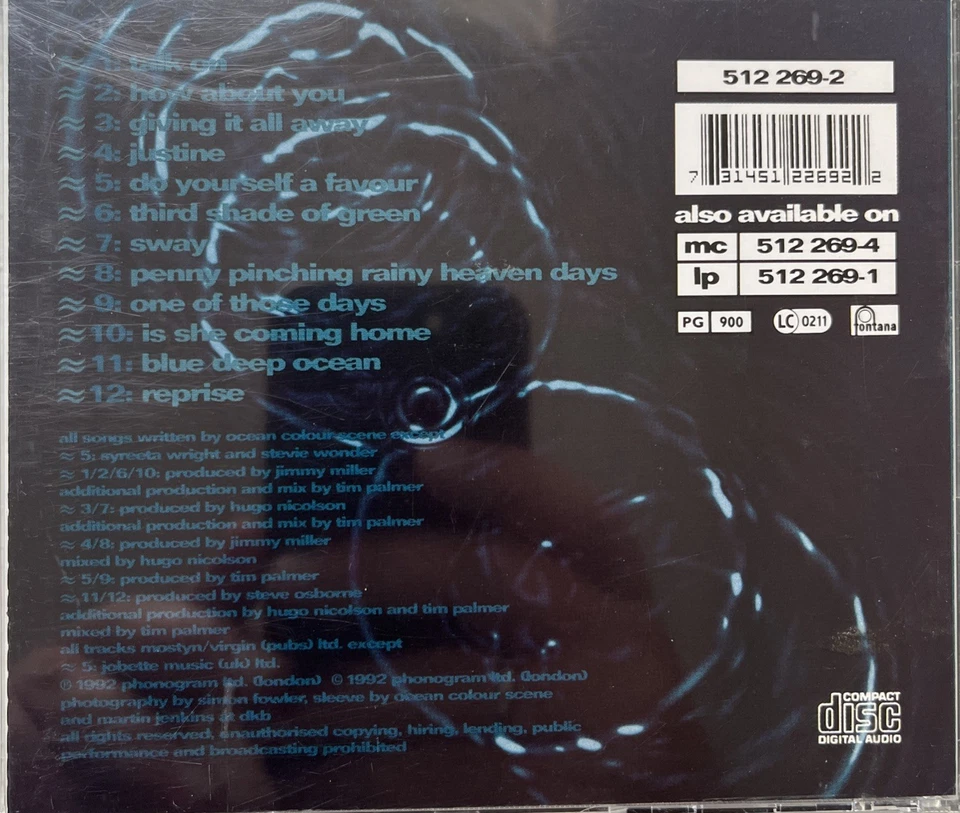 ≈ 1: talk on
≈ 2: how about you
≈ 3: giving it all away
≈ 4: justine
≈ 5: do yourself a favour
≈ 6: third shade of green
≈ 7: sway
≈ 8: penny pinching rainy heaven days
≈ 9: one of those days
≈ 10: is she coming home
≈ 11: blue deep ocean
≈ 12: reprise
all songs written by ocean colour scene except
≈ 5: syreeta wright and stevie wonder
≈ 1/2/6/10: produced by jimmy miller
additional production and mix by tim palmer
≈ 3/7: produced by hugo nicolson
additional production and mix by tim palmer
≈ 4/8: produced by jimmy miller
mixed by hugo nicolson
≈ 5/9: produced by tim palmer
≈ 11/12: produced by steve osborne
additional production by hugo nicolson and tim palmer
mixed by tim palmer
all tracks mostyn/virgin (pubs) ltd. except
≈ 5: jobette music (uk) ltd.
℗ 1992 phonogram ltd. (london) © 1992 phonogram ltd. (london)
photography by simon fowler, sleeve by ocean colour scene
and martin jenkins @ dkb
all rights reserved, unauthorised copying, hiring, lending, public
performance and broadcasting prohibited
512 269-2
7 31451 22692 2
also available on
mc 512 269-4
lp 512 269-1
PG 900 LC 0211 fontana
COMPACT
disc
DIGITAL AUDIO